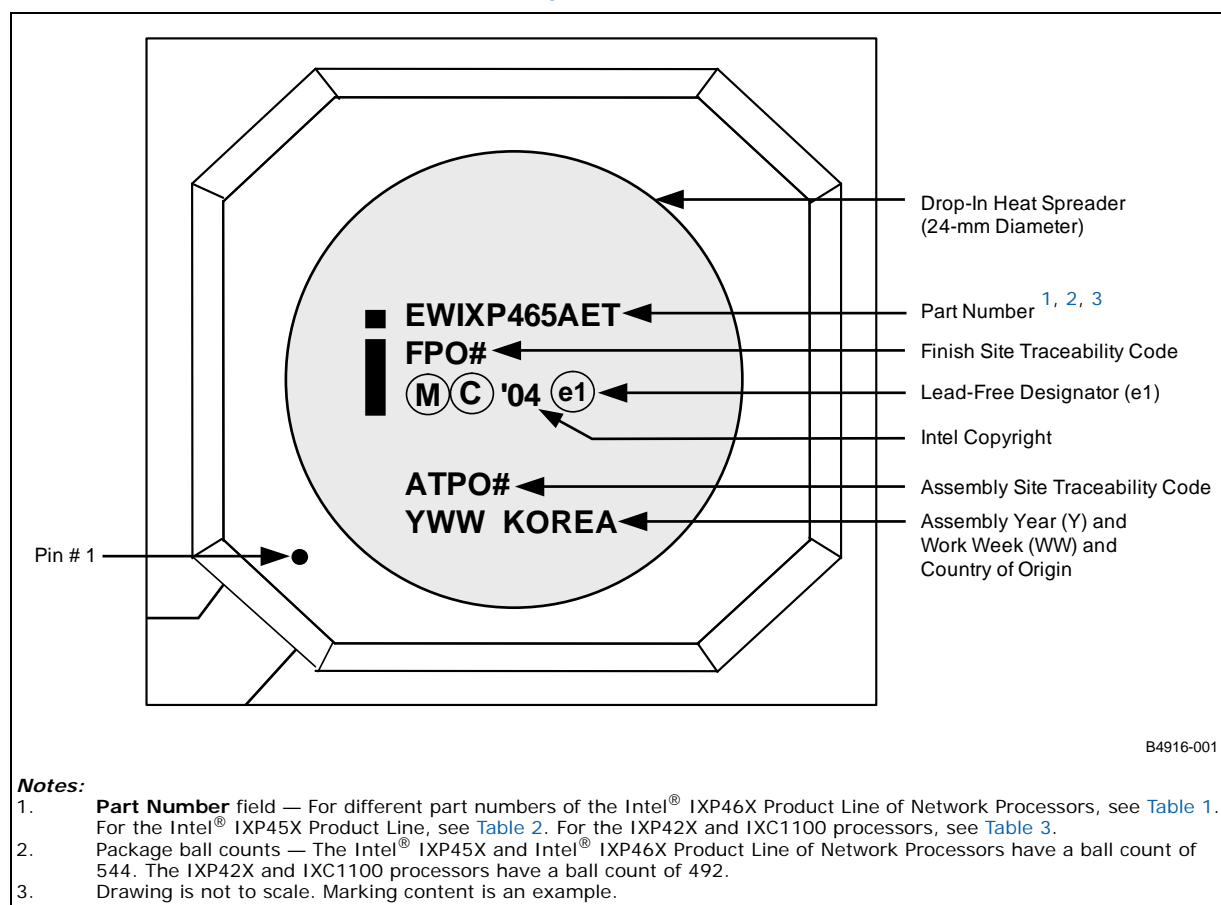 EWIXP465AET
FPO#
M C '04 e1
ATPO#
YWW KOREA
Pin # 1
Drop-In Heat Spreader
(24-mm Diameter)
Part Number 1, 2, 3
Finish Site Traceability Code
Lead-Free Designator (e1)
Intel Copyright
Assembly Site Traceability Code
Assembly Year (Y) and
Work Week (WW) and
Country of Origin
B4916-001
Notes:
1. Part Number field — For different part numbers of the Intel® IXP46X Product Line of Network Processors, see Table 1.
For the Intel® IXP45X Product Line, see Table 2. For the IXP42X and IXC1100 processors, see Table 3.
2. Package ball counts — The Intel® IXP45X and Intel® IXP46X Product Line of Network Processors have a ball count of
544. The IXP42X and IXC1100 processors have a ball count of 492.
3. Drawing is not to scale. Marking content is an example.